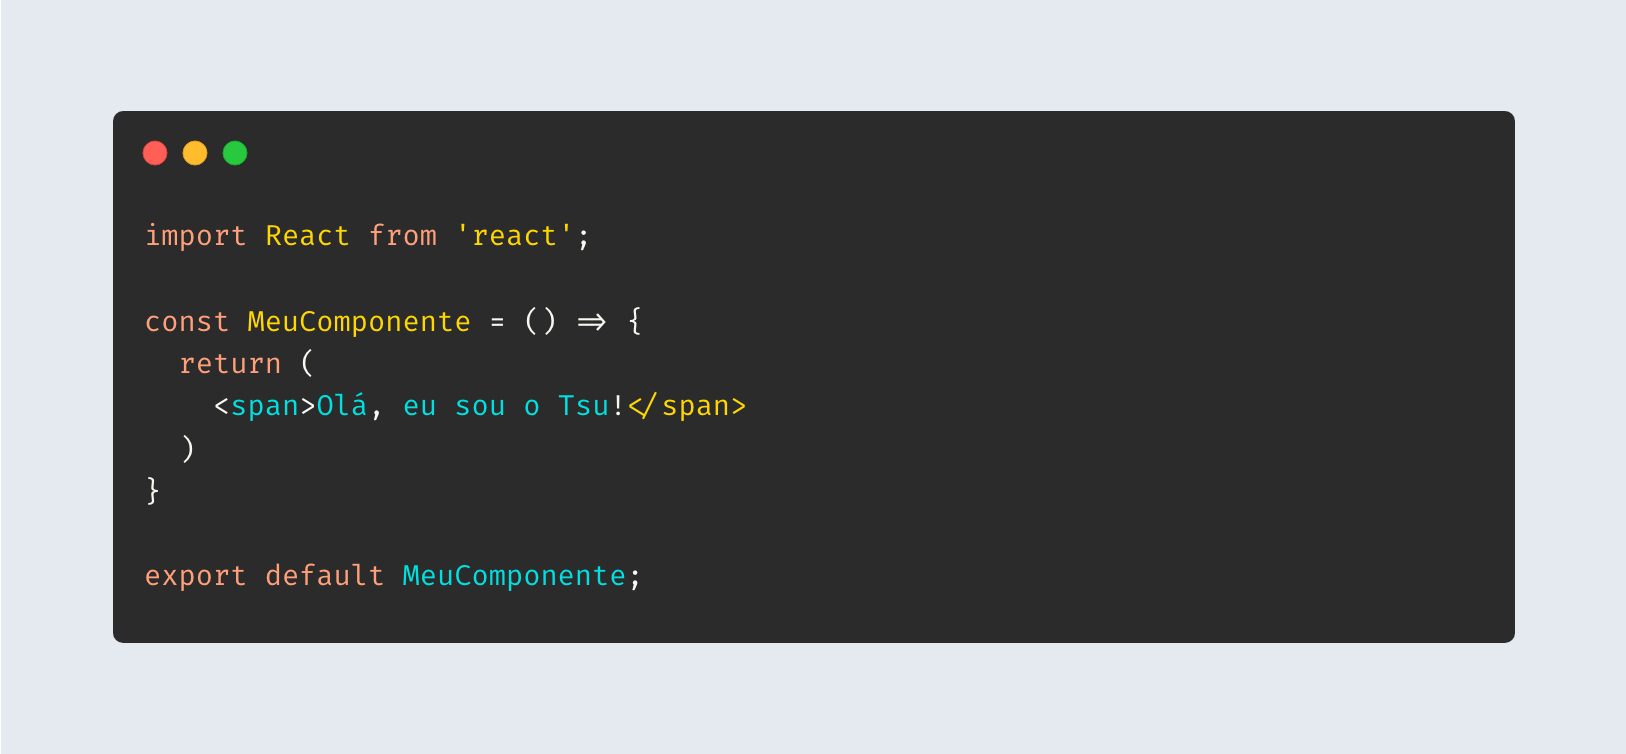 import React from 'react';
const MeuComponente = () => {
return (
<span>Olá, eu sou o Tsu!</span>
)
}
export default MeuComponente;